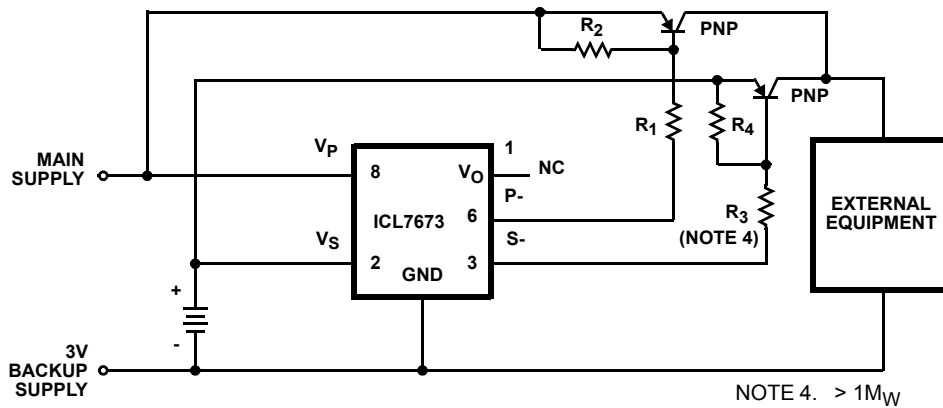 R2
PNP
PNP
R1
R4
VP
1
MAIN
SUPPLY
8
VO
NC
P-
6
ICL7673
R3
(NOTE 4)
EXTERNAL
EQUIPMENT
VS
S-
2
GND
3
+
-
3V
BACKUP
SUPPLY
NOTE 4. > 1MW